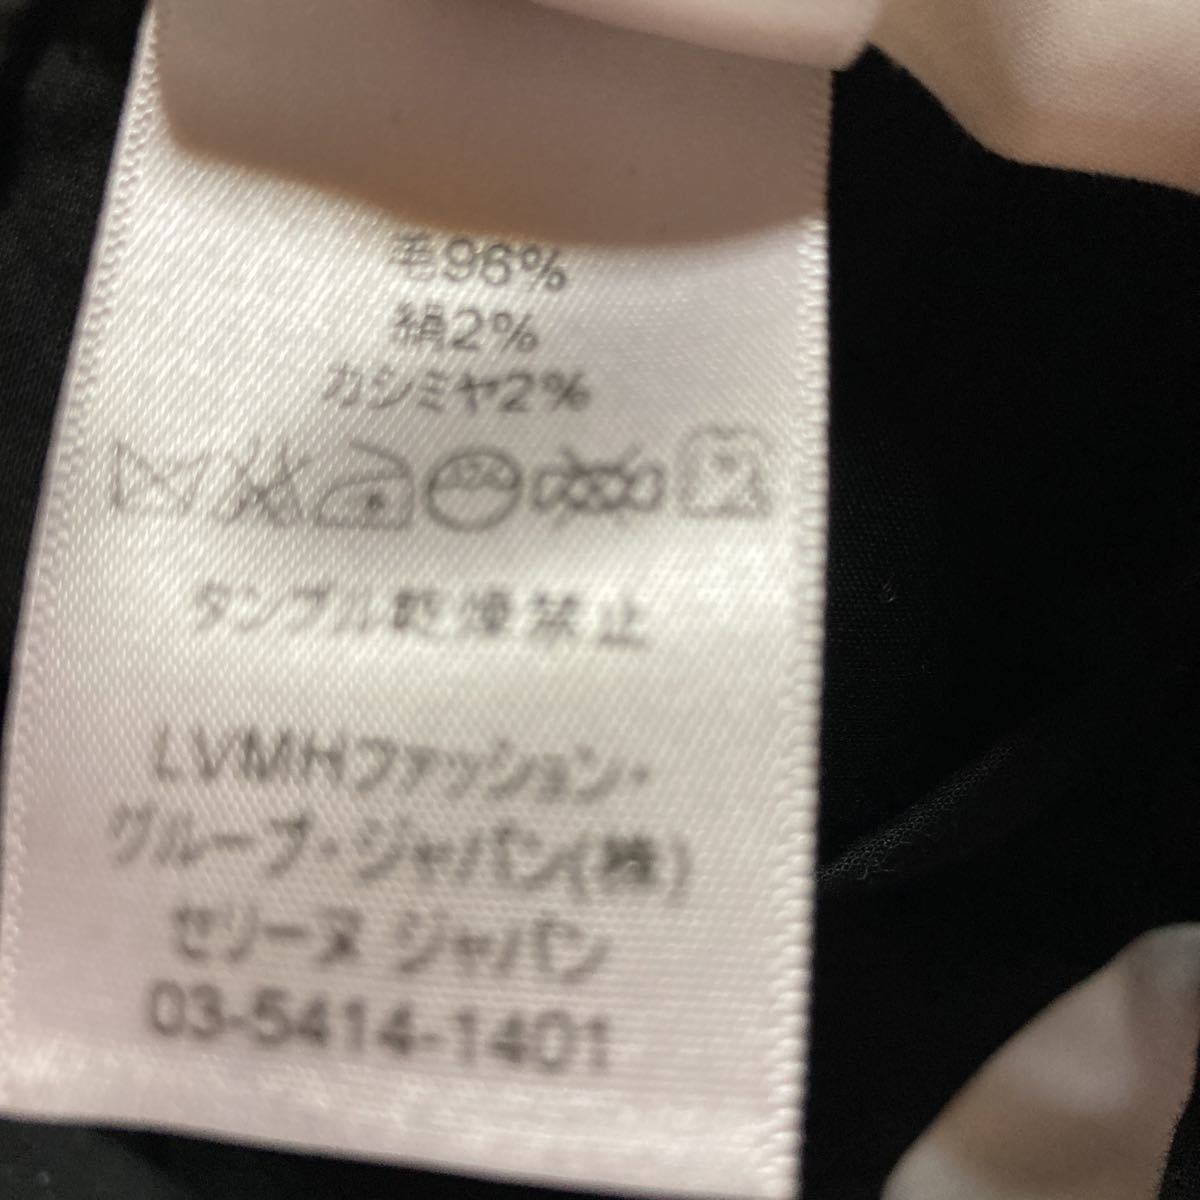 毛96%
絹2%
カシミヤ2%
タンブル乾燥禁止
LVMHファッション・
グループ・ジャパン(株)
セリーヌ ジャパン
03-5414-1401